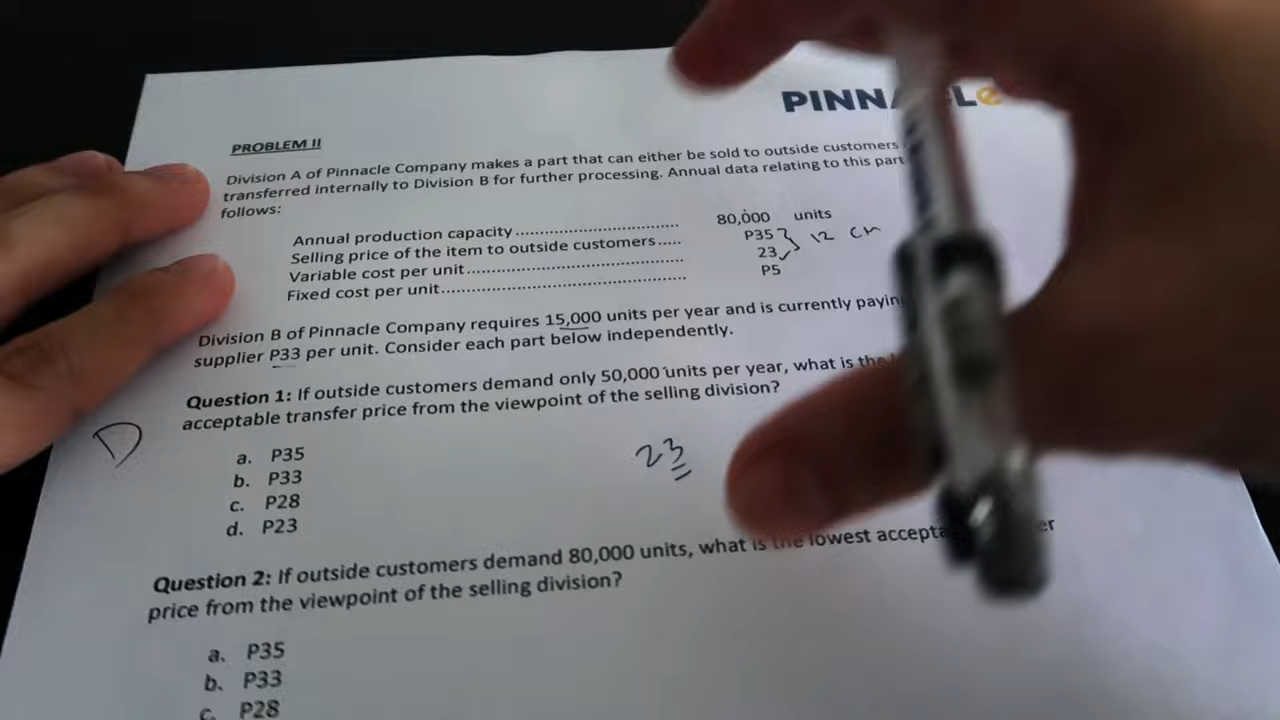 PINN LE
PROBLEM II
Division A of Pinnacle Company makes a part that can either be sold to outside customers
transferred internally to Division B for further processing. Annual data relating to this part
follows:
Annual production capacity ........................................ 80,000 units
Selling price of the item to outside customers ..... P35 12 cm
Variable cost per unit.................................................... 23
Fixed cost per unit.......................................................... P5
Division B of Pinnacle Company requires 15,000 units per year and is currently
supplier P33 per unit. Consider each part below independently.
Question 1: If outside customers demand only 50,000 units per year, what is the
acceptable transfer price from the viewpoint of the selling division?
D
a. P35
b. P33
c. P28
d. P23
23
Question 2: If outside customers demand 80,000 units, what is the lowest
price from the viewpoint of the selling division?
a. P35
b. P33
c. P28